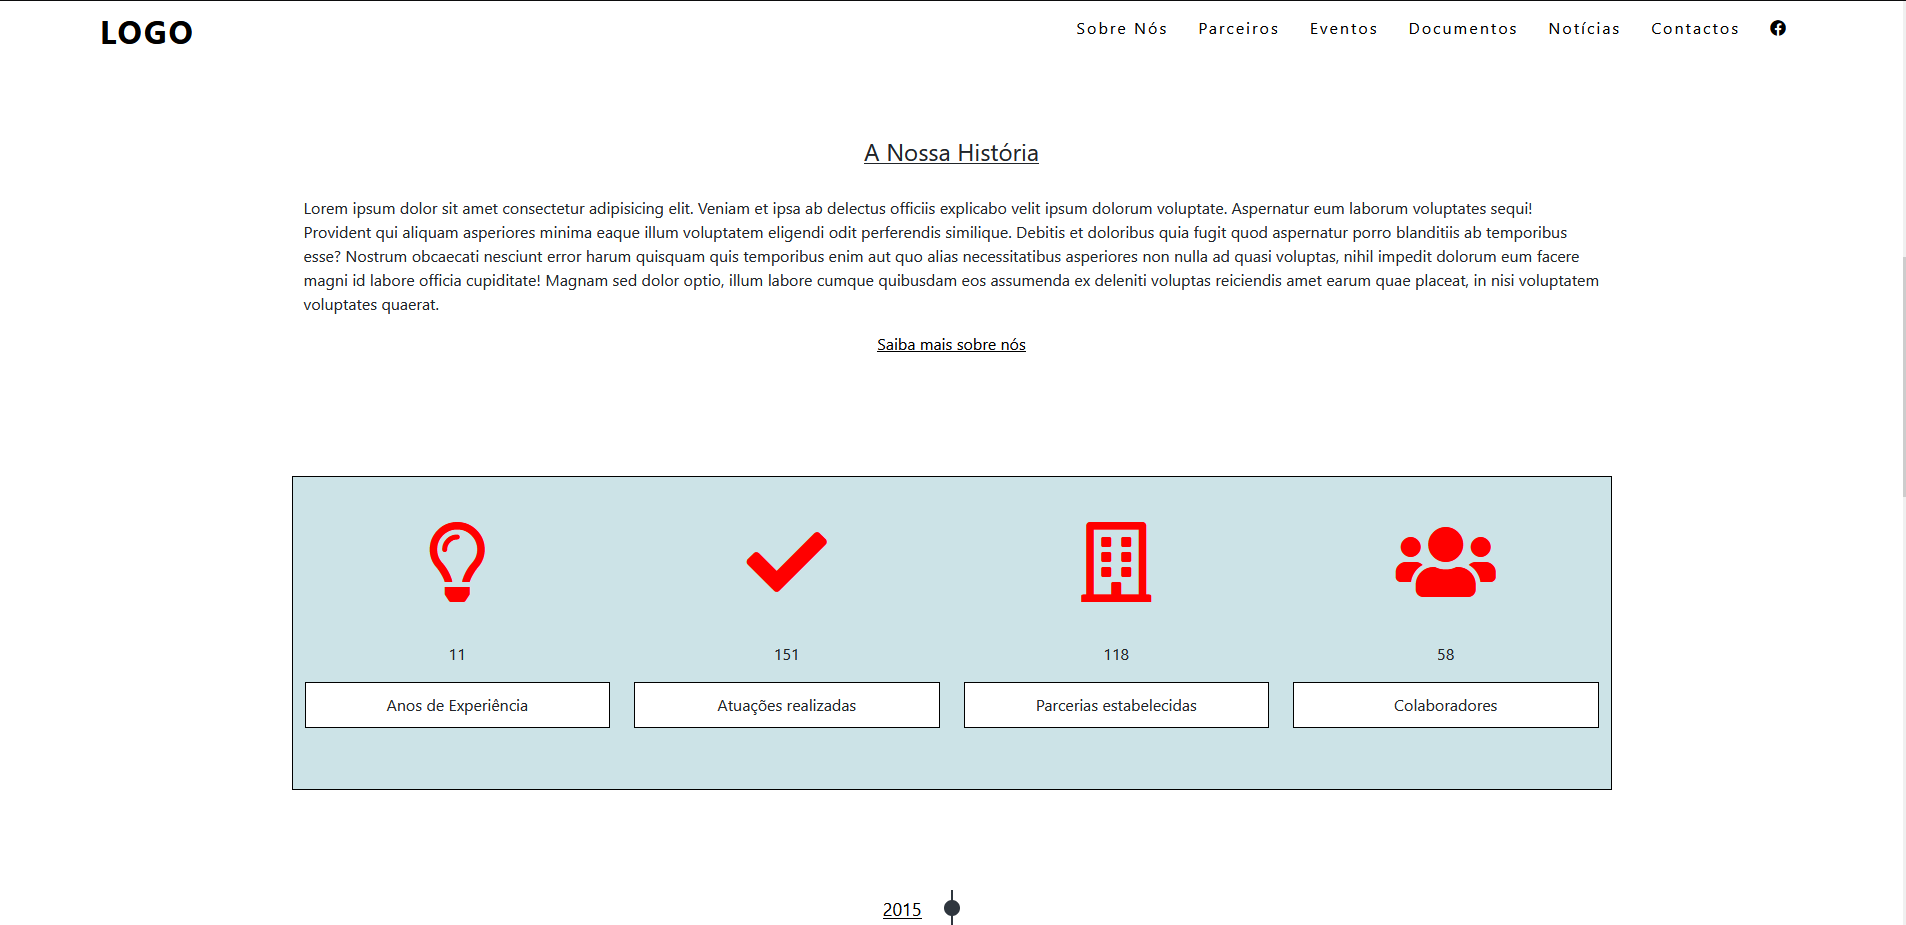 LOGO
Sobre Nós Parceiros Eventos Documentos Notícias Contactos
A Nossa História
Lorem ipsum dolor sit amet consectetur adipisicing elit. Veniam et ipsa ab delectus officiis explicabo velit ipsum dolorum voluptate. Aspernatur eum laborum voluptates sequi!
Provident qui aliquam asperiores minima eaque illum voluptatem eligendi odit perferendis similique. Debitis et doloribus quia fugit quod aspernatur porro blanditiis ab temporibus
esse? Nostrum obcaecati nesciunt error harum quisquam quis temporibus enim aut quo alias necessitatibus asperiores non nulla ad quasi voluptas, nihil impedit dolorum eum facere
magni id labore officia cupiditate! Magnam sed dolor optio, illum labore cumque quibusdam eos assumenda ex deleniti voluptas reiciendis amet earum quae placeat, in nisi voluptatem
voluptates quaerat.
Saiba mais sobre nós
11 151 118 58
Anos de Experiência Atuações realizadas Parcerias estabelecidas Colaboradores
2015